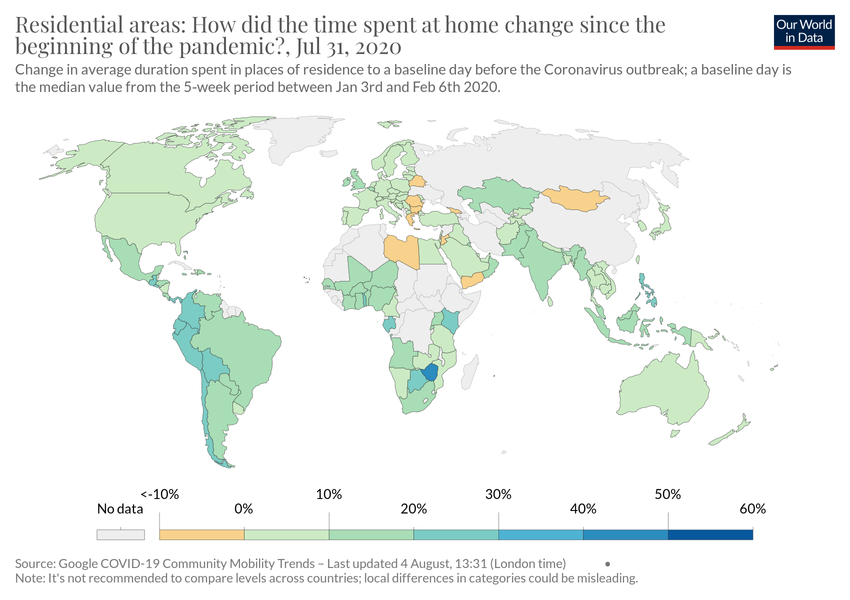 Residential areas: How did the time spent at home change since the
beginning of the pandemic?, Jul 31, 2020
Our World
in Data
Change in average duration spent in places of residence to a baseline day before the Coronavirus outbreak; a baseline day is
the median value from the 5-week period between Jan 3rd and Feb 6th 2020.
<-10% 10% 30% 50%
No data 0% 20% 40% 60%
Source: Google COVID-19 Community Mobility Trends – Last updated 4 August, 13:31 (London time) •
Note: It's not recommended to compare levels across countries; local differences in categories could be misleading.